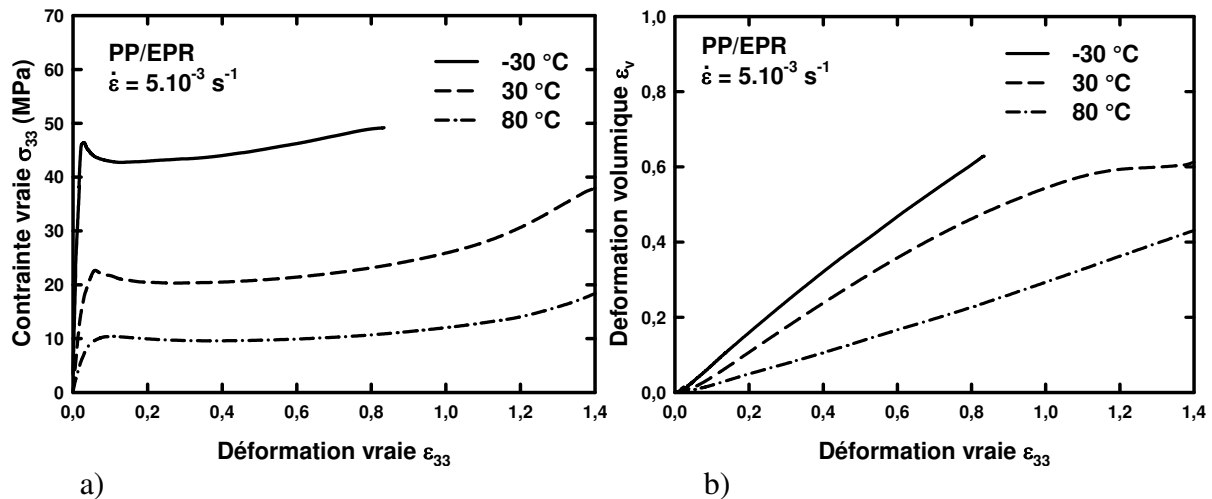 70
60
50
40
30
20
10
0
Contrainte vraie σ₃₃ (MPa)
PP/EPR
ε̇ = 5.10⁻³ s⁻¹
-30 °C
30 °C
80 °C
0,0 0,2 0,4 0,6 0,8 1,0 1,2 1,4
Déformation vraie ε₃₃
a)
1,0
0,8
0,6
0,4
0,2
0,0
Deformation volumique εᵥ
PP/EPR
ε̇ = 5.10⁻³ s⁻¹
-30 °C
30 °C
80 °C
0,0 0,2 0,4 0,6 0,8 1,0 1,2 1,4
Déformation vraie ε₃₃
b)